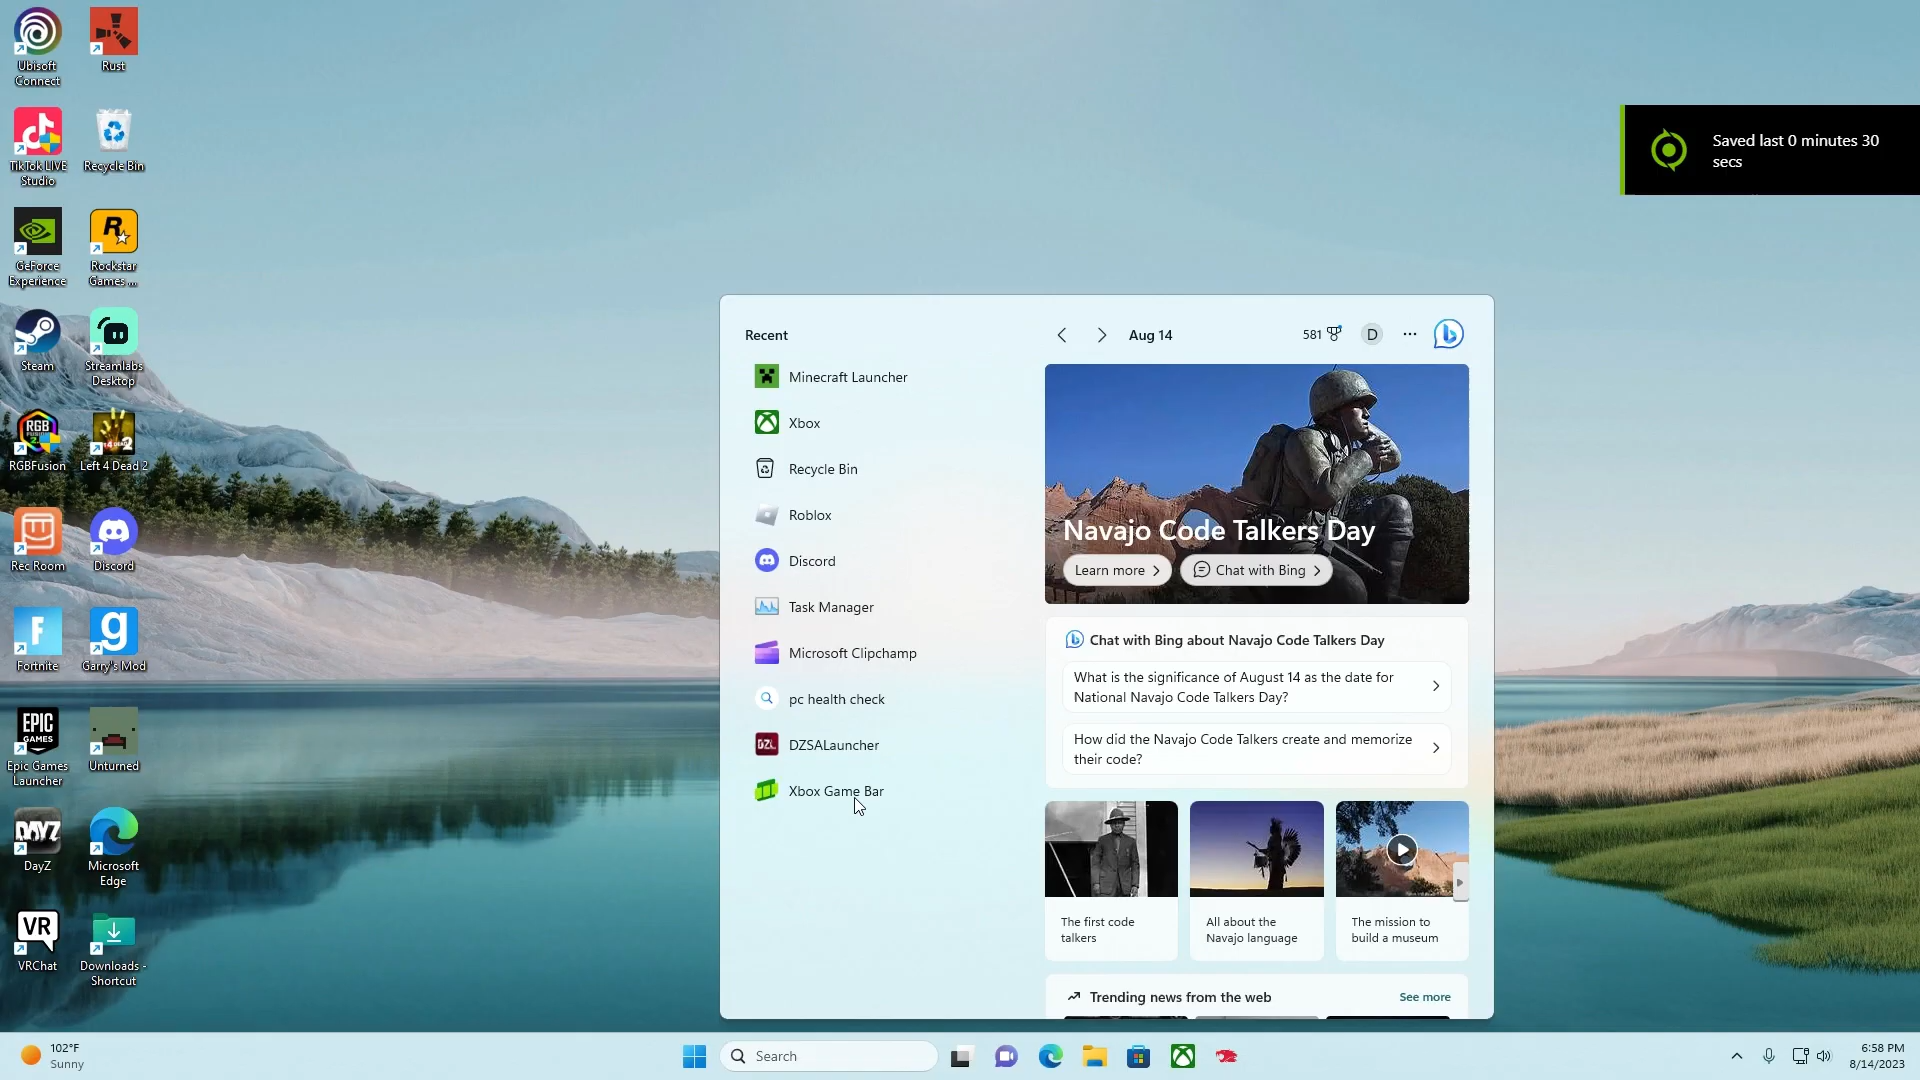 Ubisoft
Connect
Rust
TikTok LIVE
Studio
Recycle Bin
GeForce
Experience
R
Rockstar
Games ...
Steam
Streamlabs
Desktop
RGB
RGBFusion
Left 4 Dead 2
Rec Room
Discord
F
Fortnite
g
Garry's Mod
EPIC
GAMES
Epic Games
Launcher
Unturned
DAYZ
DayZ
Microsoft
Edge
VR
VRChat
Downloads -
Shortcut
Saved last 0 minutes 30
secs
Recent
Minecraft Launcher
Xbox
Recycle Bin
Roblox
Discord
Task Manager
Microsoft Clipchamp
pc health check
DZL
DZSALauncher
Xbox Game Bar
Aug 14
581
D
Navajo Code Talkers Day
Learn more
Chat with Bing
Chat with Bing about Navajo Code Talkers Day
What is the significance of August 14 as the date for
National Navajo Code Talkers Day?
How did the Navajo Code Talkers create and memorize
their code?
The first code
talkers
All about the
Navajo language
The mission to
build a museum
Trending news from the web
See more
102°F
Sunny
Search
6:58 PM
8/14/2023